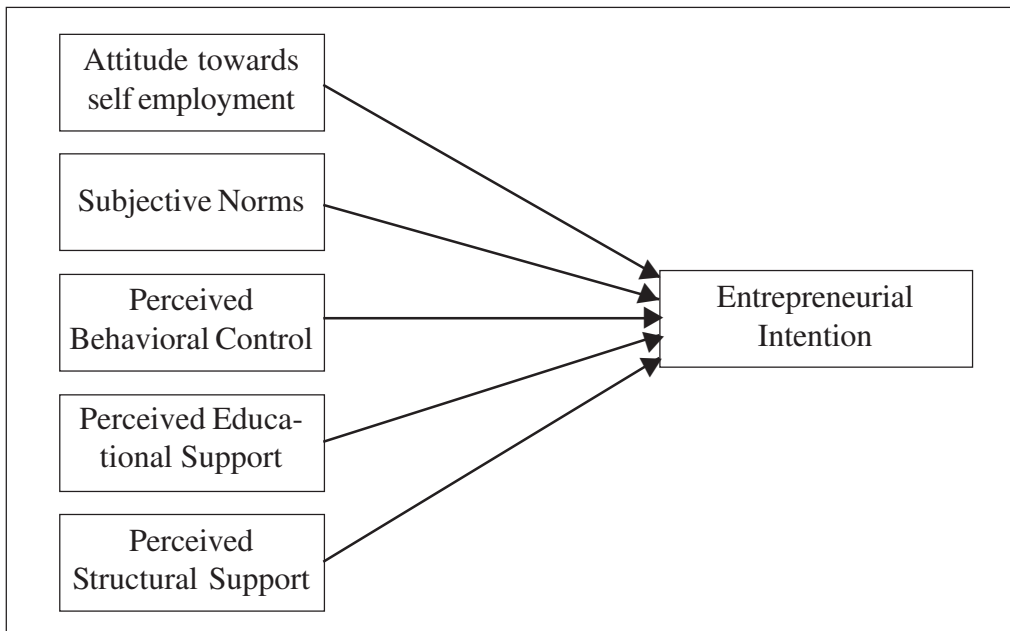 Attitude towards
self employment
Subjective Norms
Perceived
Behavioral Control
Perceived Educa-
tional Support
Perceived
Structural Support
Entrepreneurial
Intention